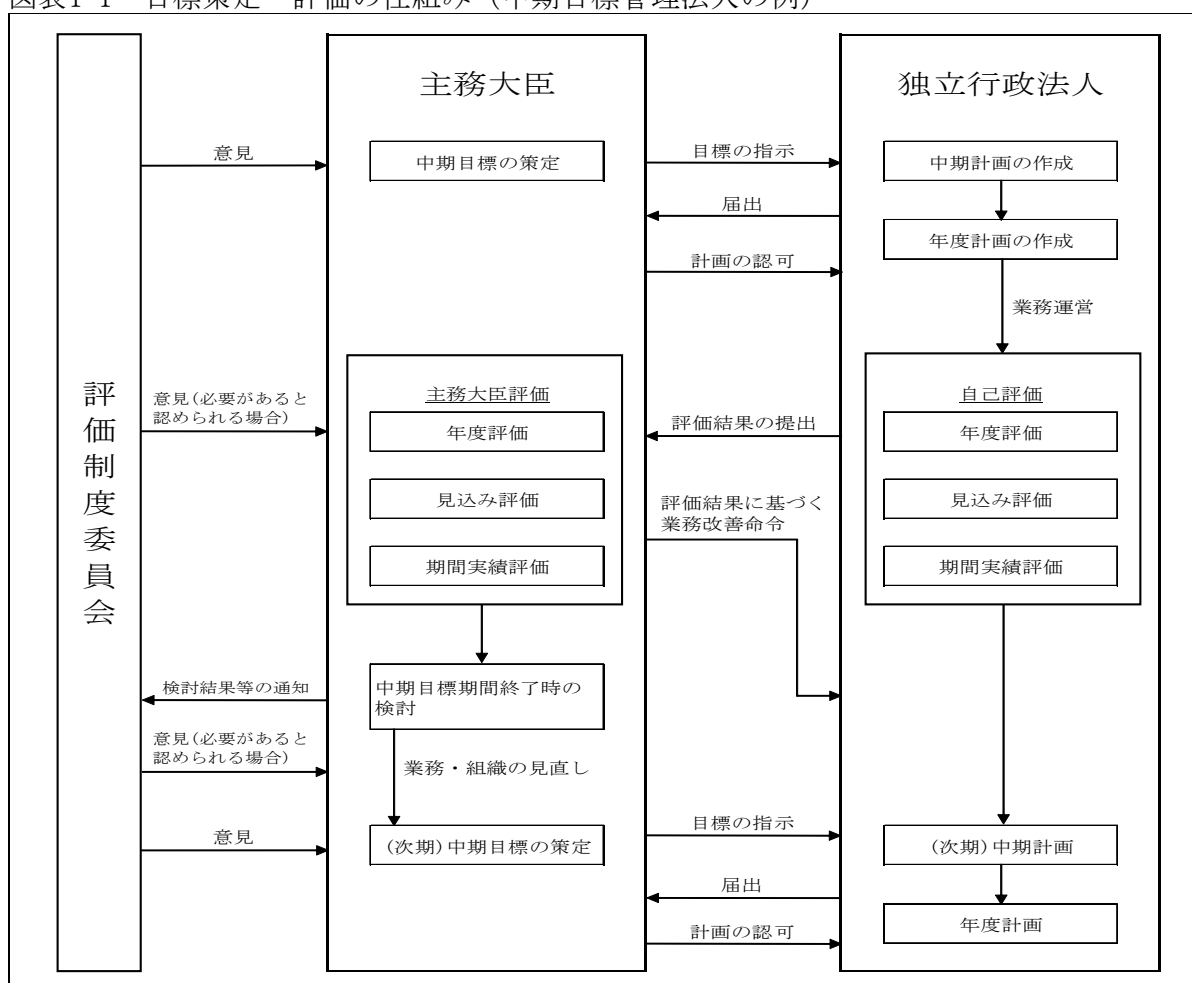 図表1-1 目標策定・評価の仕組み（中期目標管理法人の例）
主務大臣
独立行政法人
意見
中期目標の策定
目標の指示
中期計画の作成
届出
年度計画の作成
計画の認可
業務運営
評価制度委員会
意見(必要があると
認められる場合)
主務大臣評価
年度評価
見込み評価
期間実績評価
評価結果の提出
評価結果に基づく
業務改善命令
自己評価
年度評価
見込み評価
期間実績評価
検討結果等の通知
中期目標期間終了時の
検討
意見(必要があると
認められる場合)
業務・組織の見直し
意見
(次期)中期目標の策定
目標の指示
(次期)中期計画
届出
年度計画
計画の認可